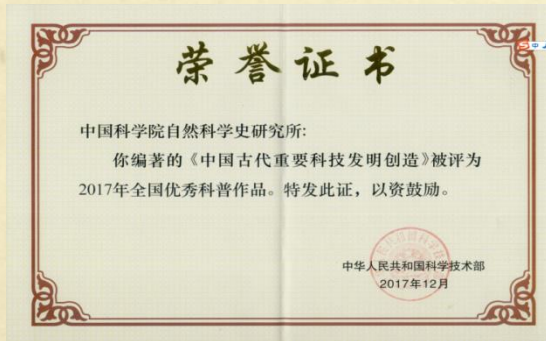 荣誉证书
中国科学院自然科学史研究所:
你编著的《中国古代重要科技发明创造》被评为
2017年全国优秀科普作品。特发此证，以资鼓励。
中华人民共和国科学技术部
2017年12月